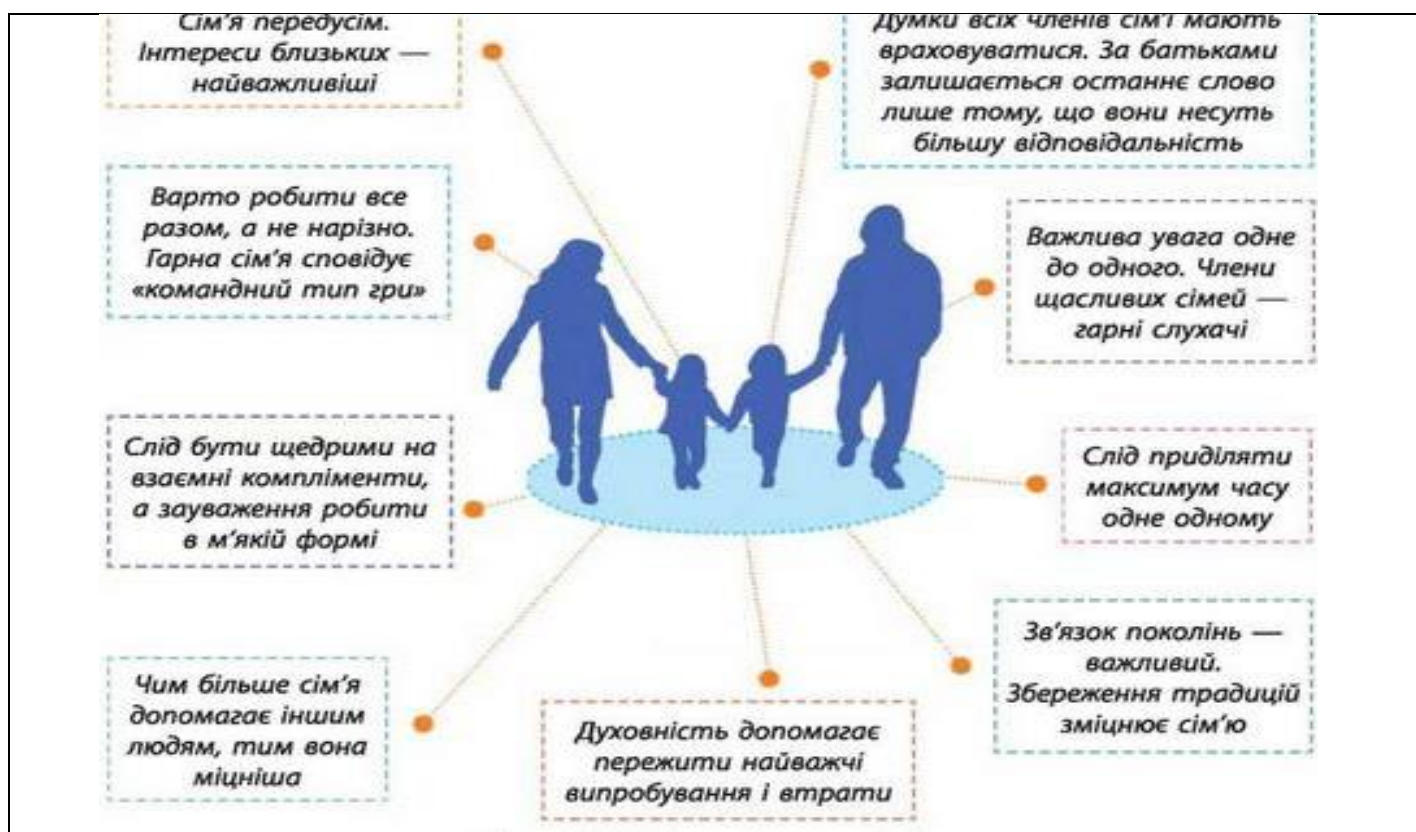 Сім'я передусім.
Інтереси близьких —
найважливіші
Думки всіх членів сім'ї мають
враховуватися. За батьками
залишається останнє слово
лише тому, що вони несуть
більшу відповідальність
Варто робити все
разом, а не нарізно.
Гарна сім'я сповідує
«командний тип гри»
Важлива увага одне
до одного. Члени
щасливих сімей —
гарні слухачі
Слід бути щедрими на
взаємні компліменти,
а зауваження робити
в м'якій формі
Слід приділяти
максимум часу
одне одному
Чим більше сім'я
допомагає іншим
людям, тим вона
міцніша
Духовність допомагає
пережити найважчі
випробування і втрати
Зв'язок поколінь —
важливий.
Збереження традицій
зміцнює сім'ю